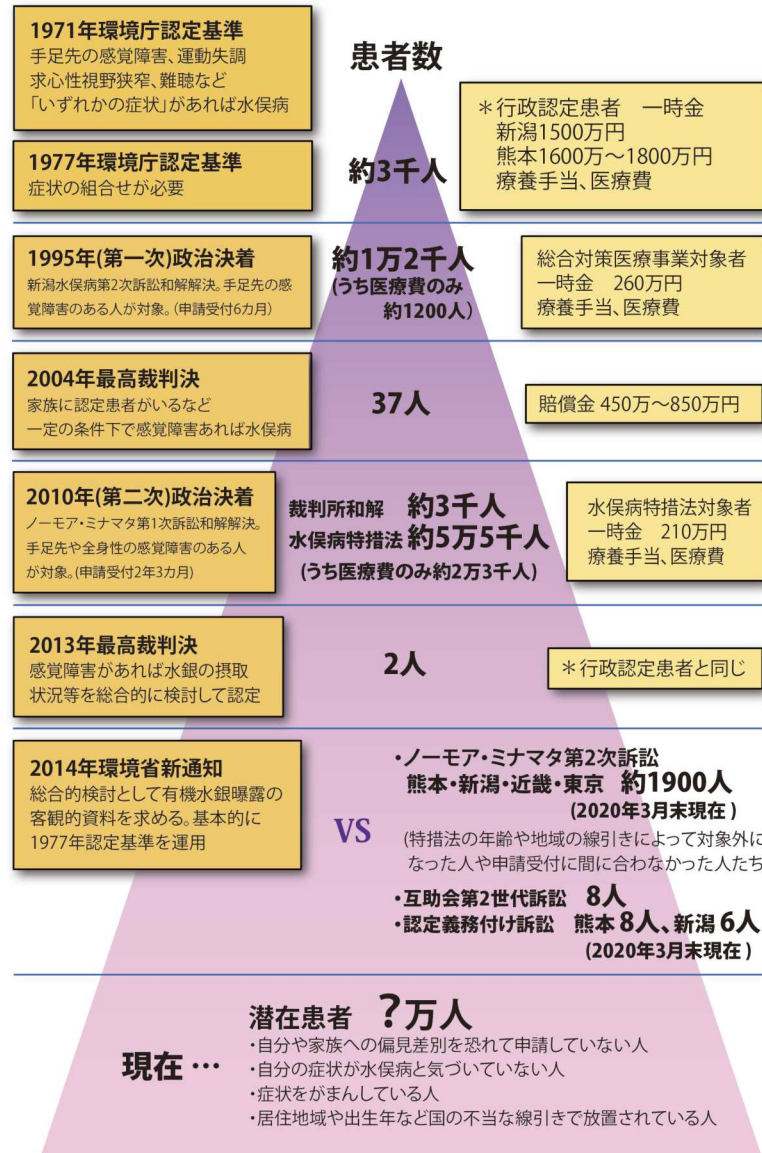 1971年環境庁認定基準
手足先の感覚障害、運動失調
求心性視野狭窄、難聴など
「いずれかの症状」があれば水俣病
患者数
1977年環境庁認定基準
症状の組合せが必要
約3千人
＊行政認定患者　一時金
新潟1500万円
熊本1600万〜1800万円
療養手当、医療費
1995年(第一次)政治決着
新潟水俣病第2次訴訟和解解決。手足先の感
覚障害のある人が対象。(申請受付6カ月)
約1万2千人
(うち医療費のみ
約1200人)
総合対策医療事業対象者
一時金　260万円
療養手当、医療費
2004年最高裁判決
家族に認定患者がいるなど
一定の条件下で感覚障害あれば水俣病
37人
賠償金 450万〜850万円
2010年(第二次)政治決着
ノーモア・ミナマタ第1次訴訟和解解決。
手足先や全身性の感覚障害のある人
が対象。(申請受付2年3カ月)
裁判所和解　約3千人
水俣病特措法 約5万5千人
(うち医療費のみ約2万3千人)
水俣病特措法対象者
一時金　210万円
療養手当、医療費
2013年最高裁判決
感覚障害があれば水銀の摂取
状況等を総合的に検討して認定
2人
＊行政認定患者と同じ
2014年環境省新通知
総合的検討として有機水銀曝露の
客観的資料を求める。基本的に
1977年認定基準を運用
VS
・ノーモア・ミナマタ第2次訴訟
熊本・新潟・近畿・東京　約1900人
(2020年3月末現在 )
(特措法の年齢や地域の線引きによって対象外に
なった人や申請受付に間に合わなかった人たち
・互助会第2世代訴訟　8人
・認定義務付け訴訟　熊本 8人、新潟 6人
(2020年3月末現在 )
現在 …
潜在患者　?万人
・自分や家族への偏見差別を恐れて申請していない人
・自分の症状が水俣病と気づいていない人
・症状をがまんしている人
・居住地域や出生年など国の不当な線引きで放置されている人